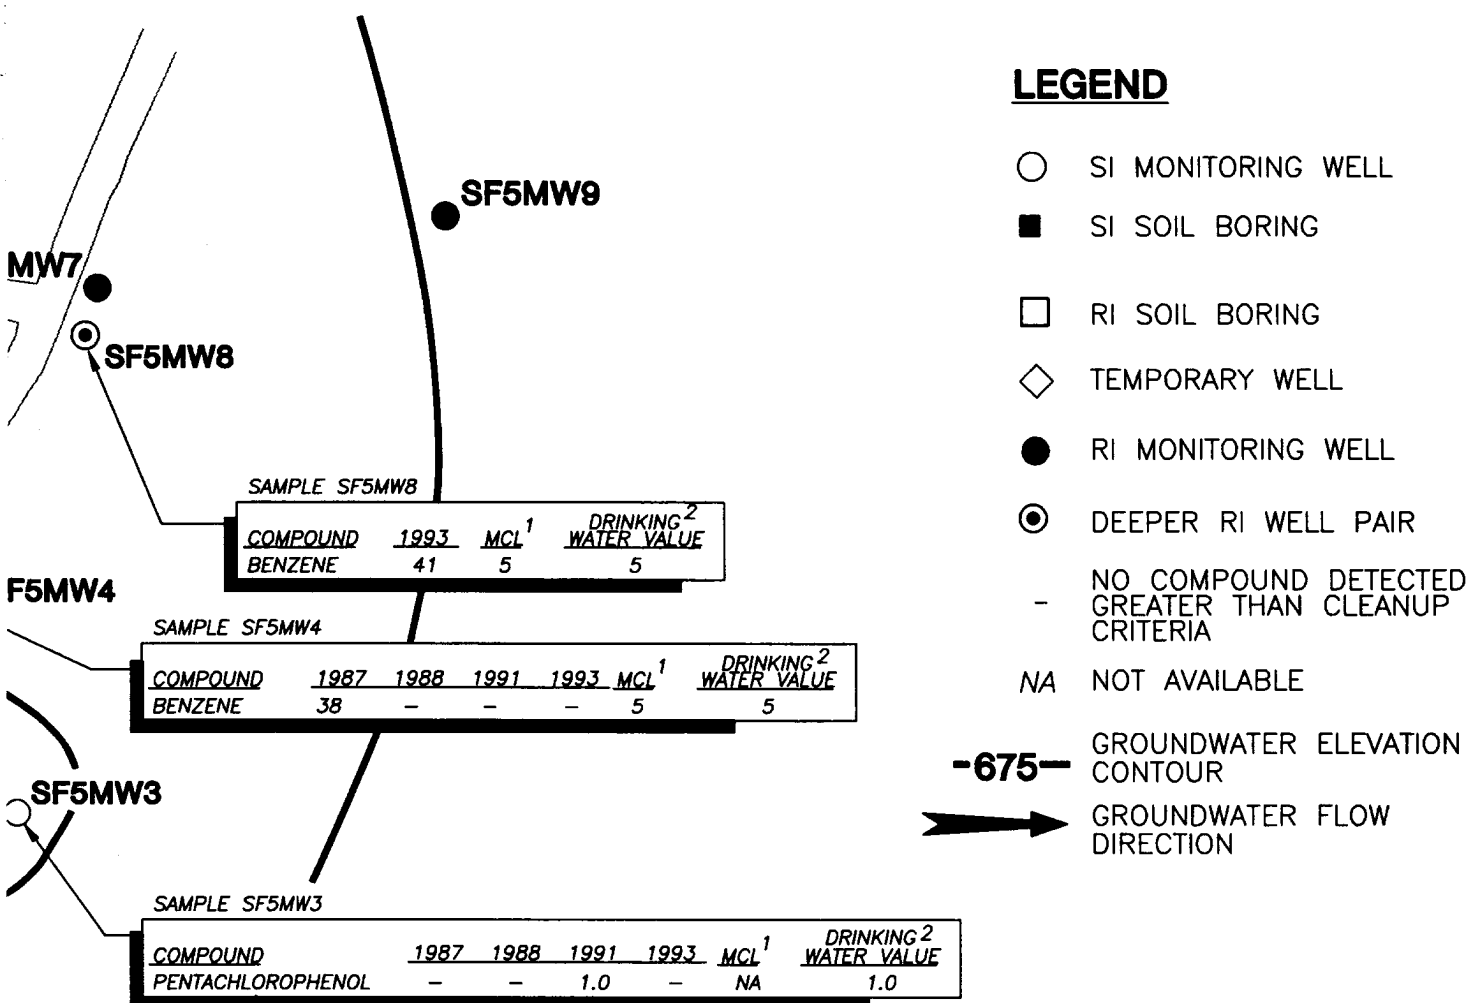 SF5MW9
MW7
SF5MW8
SAMPLE SF5MW8
COMPOUND 1993 MCL1 DRINKING2 WATER VALUE
BENZENE 41 5 5
F5MW4
SAMPLE SF5MW4
COMPOUND 1987 1988 1991 1993 MCL1 DRINKING2 WATER VALUE
BENZENE 38 – – – 5 5
SF5MW3
SAMPLE SF5MW3
COMPOUND 1987 1988 1991 1993 MCL1 DRINKING2 WATER VALUE
PENTACHLOROPHENOL – – 1.0 – NA 1.0
LEGEND
SI MONITORING WELL
SI SOIL BORING
RI SOIL BORING
TEMPORARY WELL
RI MONITORING WELL
DEEPER RI WELL PAIR
NO COMPOUND DETECTED
– GREATER THAN CLEANUP
CRITERIA
NA NOT AVAILABLE
-675- GROUNDWATER ELEVATION
CONTOUR
GROUNDWATER FLOW
DIRECTION